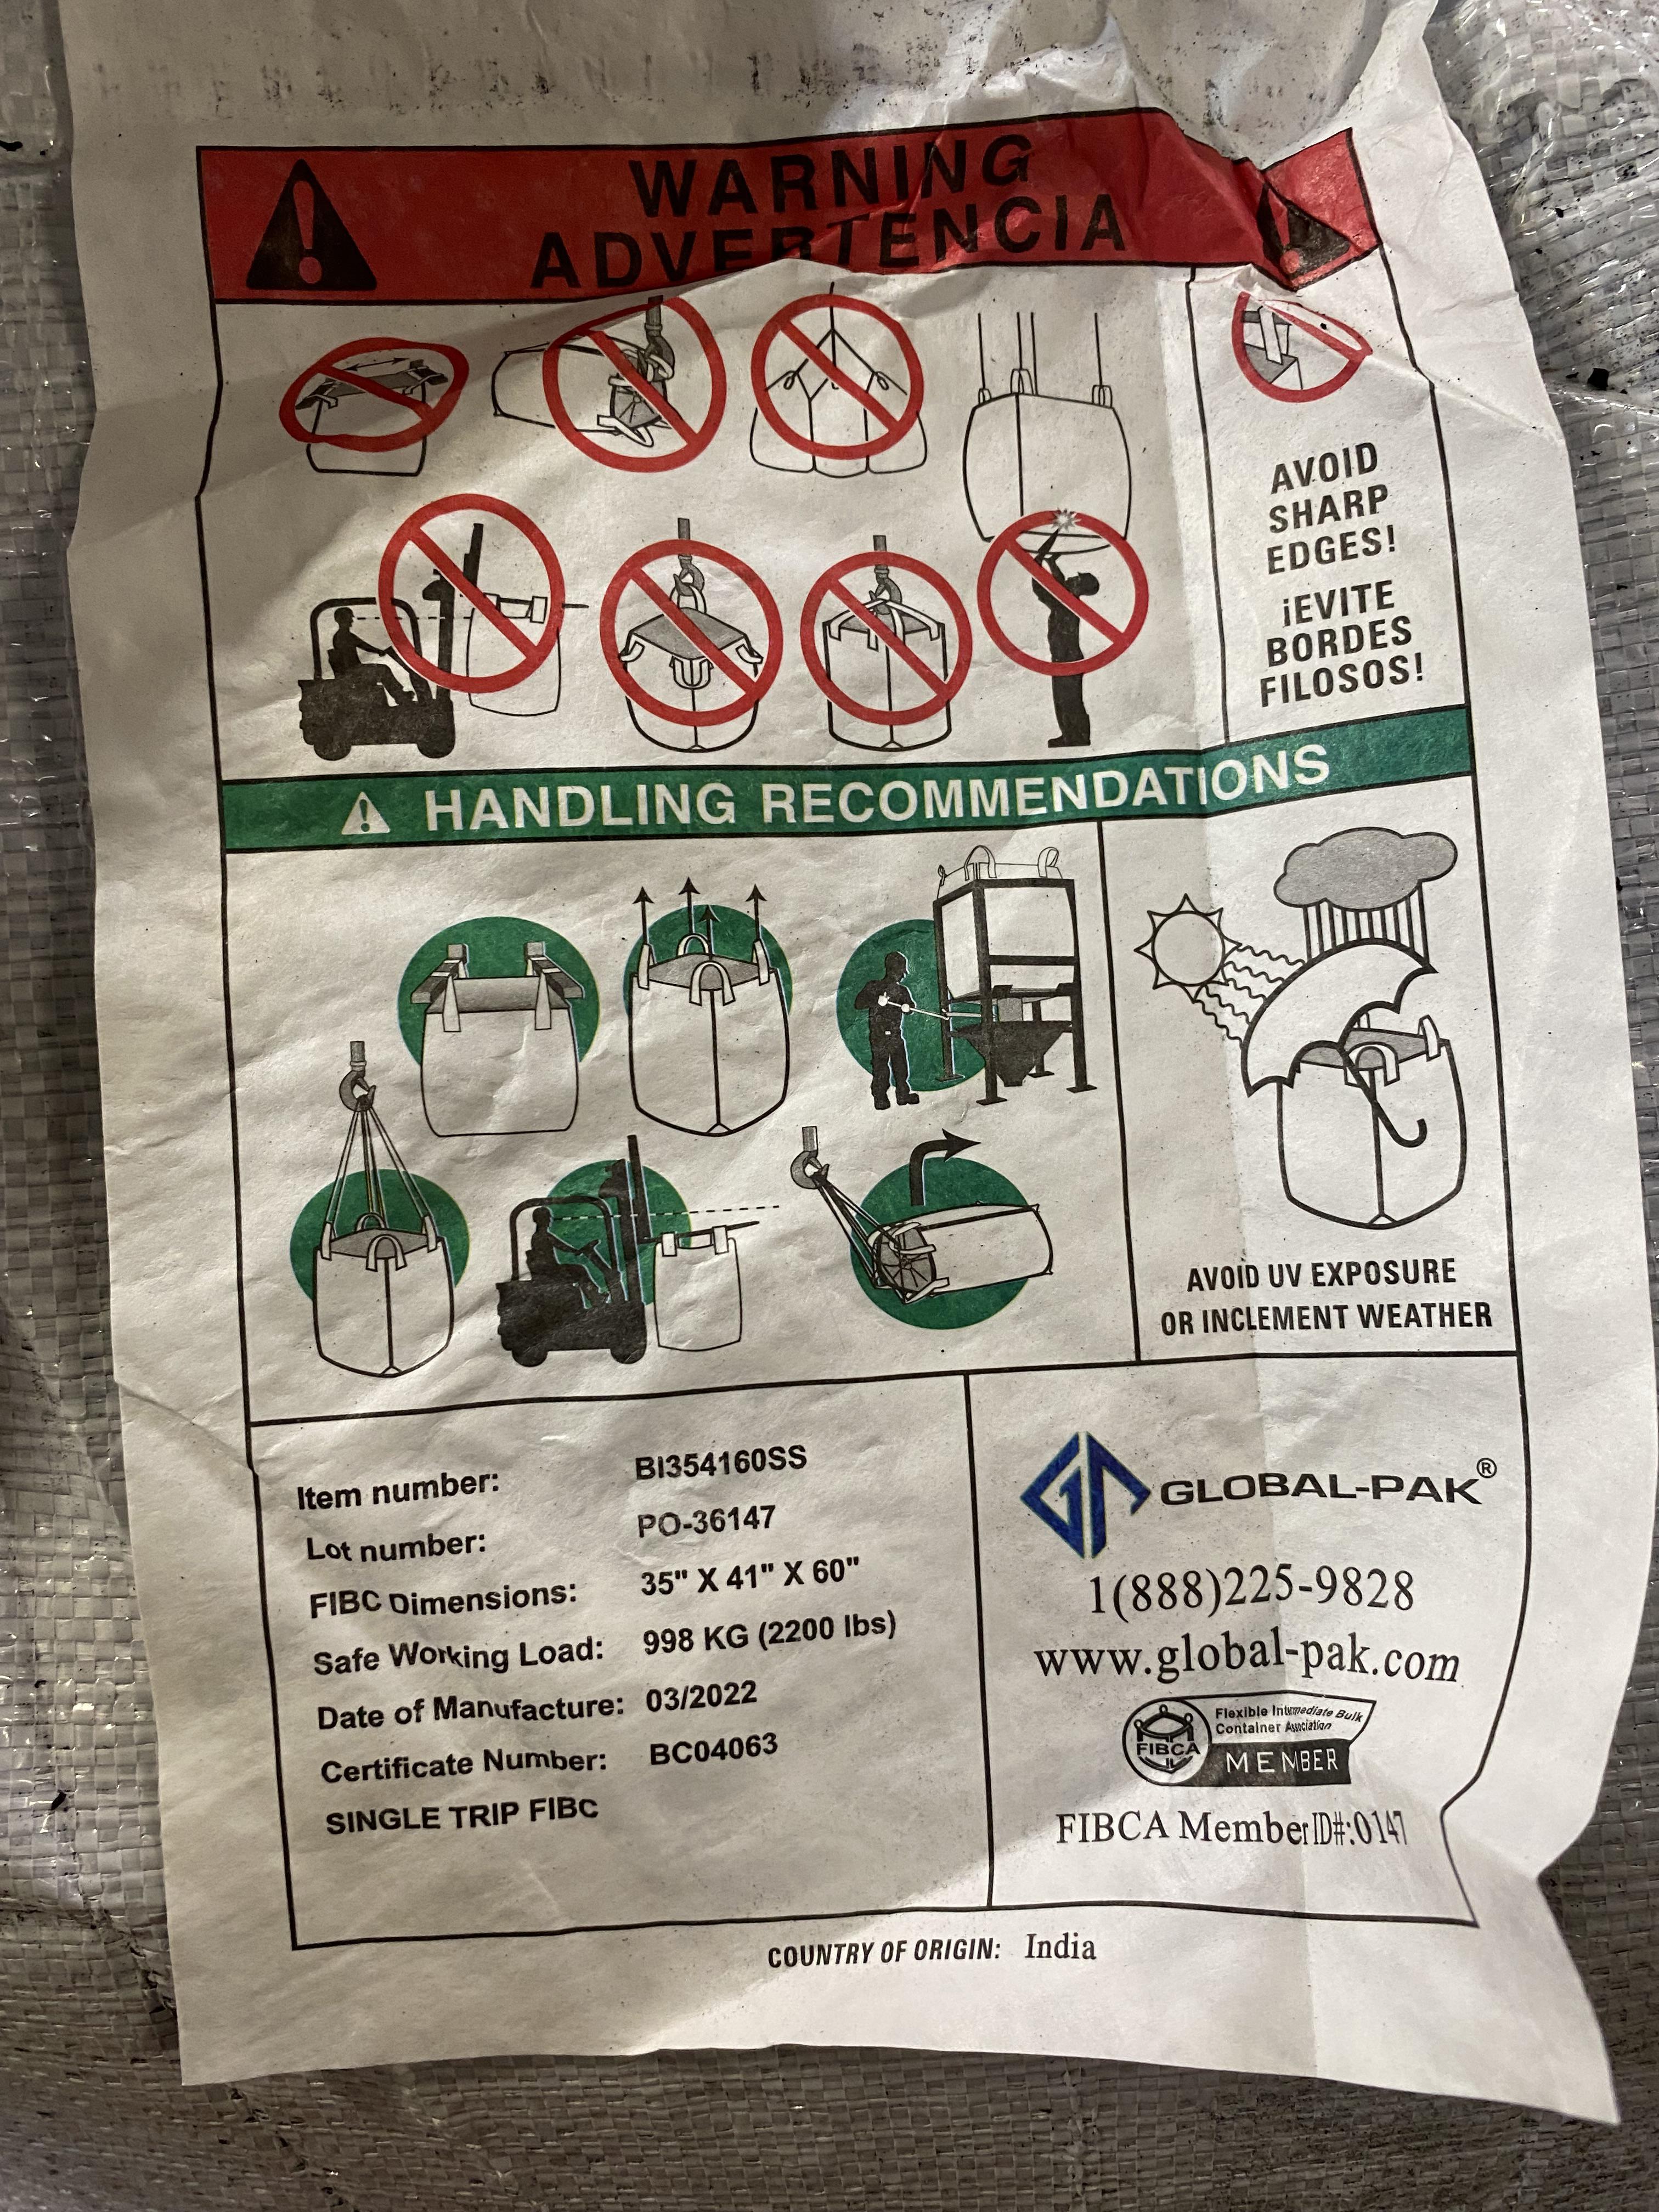 WARNING
ADVERTENCIA
AVOID
SHARP
EDGES!
¡EVITE
BORDES
FILOSOS!
HANDLING RECOMMENDATIONS
AVOID UV EXPOSURE
OR INCLEMENT WEATHER
Item number: BI354160SS
Lot number: PO-36147
FIBC Dimensions: 35" X 41" X 60"
Safe Working Load: 998 KG (2200 lbs)
Date of Manufacture: 03/2022
Certificate Number: BC04063
SINGLE TRIP FIBC
GLOBAL-PAK®
1(888)225-9828
www.global-pak.com
FIBCA
Flexible Intermediate Bulk
Container Association
MEMBER
FIBCA Member ID#:0147
COUNTRY OF ORIGIN: India